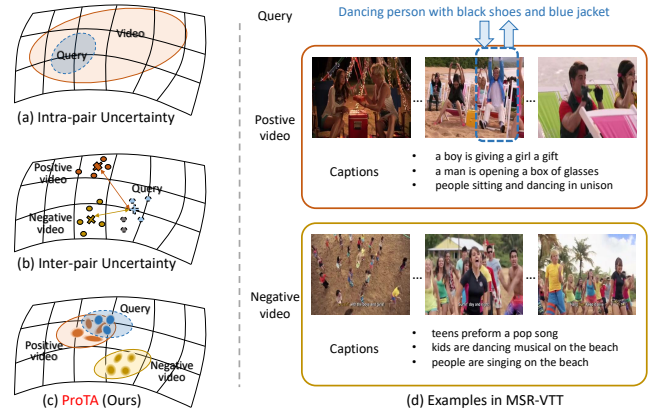 Video
Query
(a) Intra-pair Uncertainty
Positive
video
Query
Negative
video
(b) Inter-pair Uncertainty
Query
Positive
video
Negative
video
(c) ProTA (Ours)
Query
Dancing person with black shoes and blue jacket
Postive
video
...
...
Captions
• a boy is giving a girl a gift
• a man is opening a box of glasses
• people sitting and dancing in unison
Negative
video
...
...
Captions
• teens preform a pop song
• kids are dancing musical on the beach
• people are singing on the beach
(d) Examples in MSR-VTT